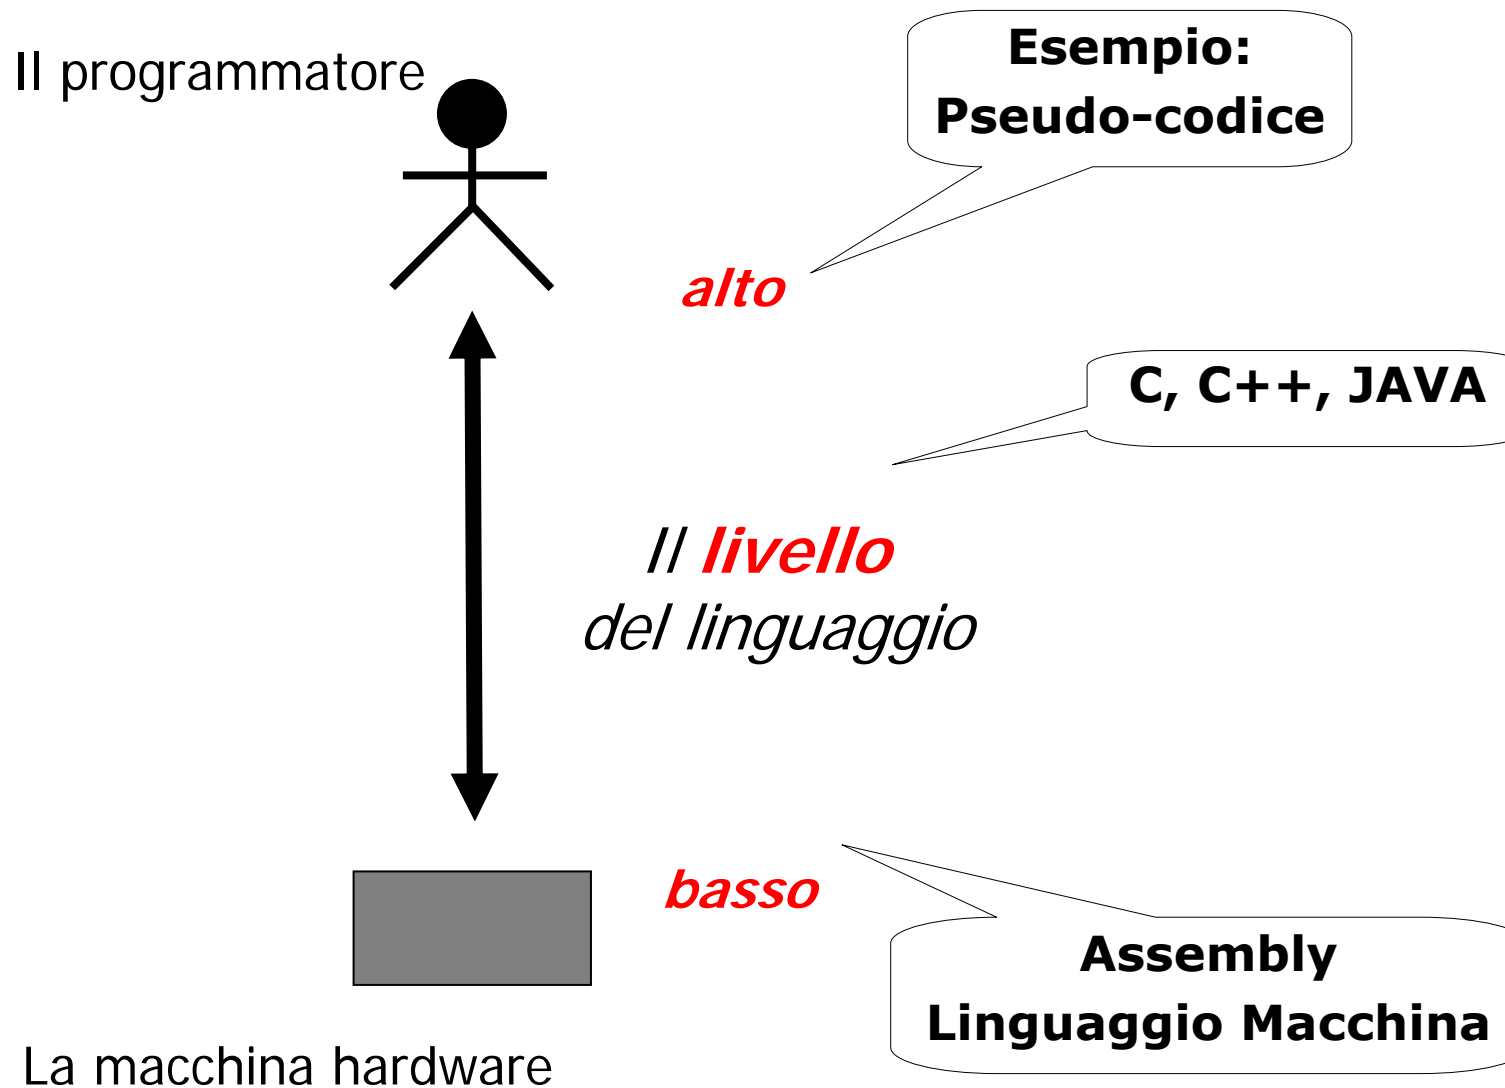 Il programmatore
Esempio:
Pseudo-codice
alto
C, C++, JAVA
Il livello
del linguaggio
basso
Assembly
Linguaggio Macchina
La macchina hardware